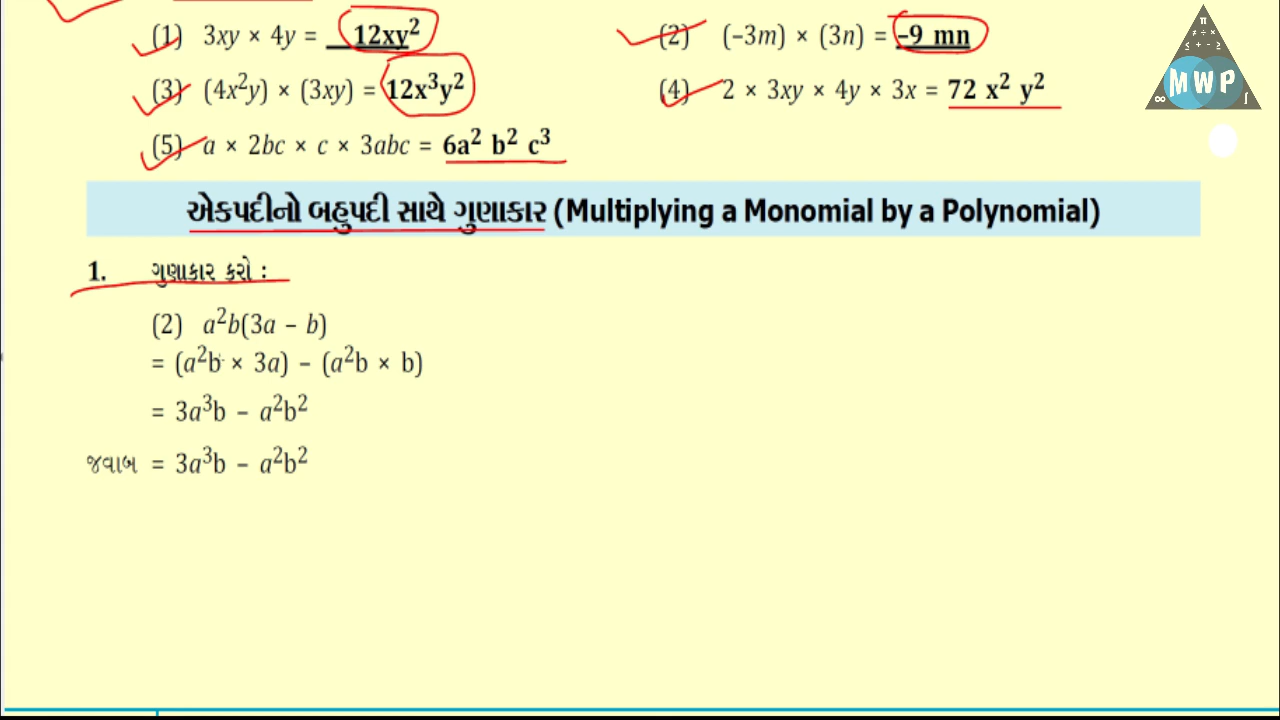 (1) 3xy × 4y = 12xy²
(2) (–3m) × (3n) = –9 mn
(3) (4x²y) × (3xy) = 12x³y²
(4) 2 × 3xy × 4y × 3x = 72 x² y²
(5) a × 2bc × c × 3abc = 6a² b² c³
એકપદીનો બહુપદી સાથે ગુણાકાર (Multiplying a Monomial by a Polynomial)
1. ગુણાકાર કરો :
(2) a²b(3a – b)
= (a²b × 3a) – (a²b × b)
= 3a³b – a²b²
જવાબ = 3a³b – a²b²
MWP